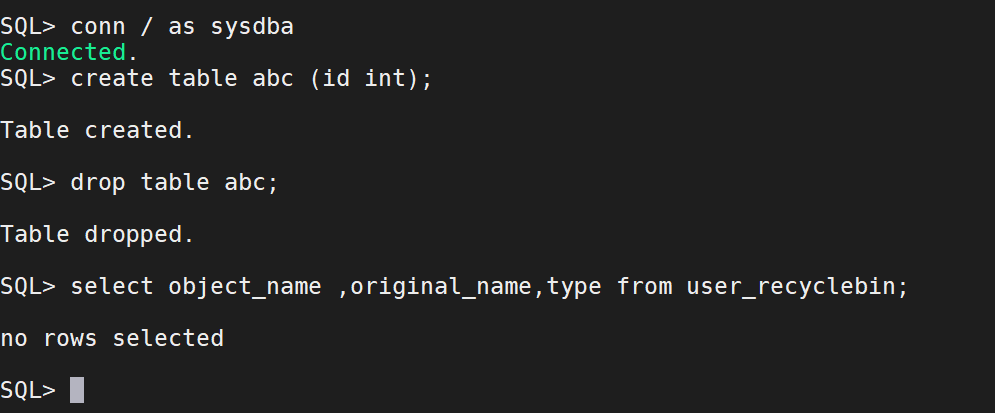 SQL> conn / as sysdba
Connected.
SQL> create table abc (id int);
Table created.
SQL> drop table abc;
Table dropped.
SQL> select object_name ,original_name,type from user_recyclebin;
no rows selected
SQL>